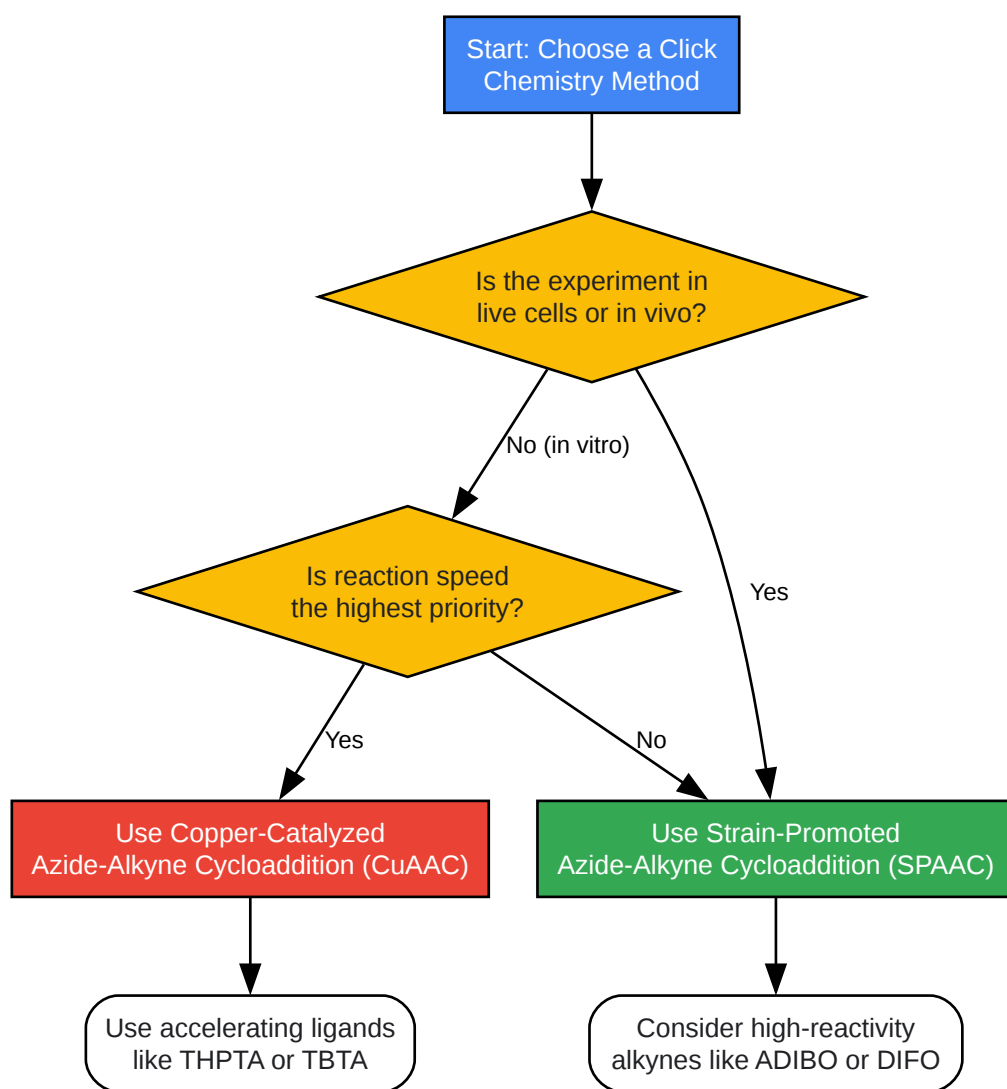 Start: Choose a Click
Chemistry Method
Is the experiment in
live cells or in vivo?
No (in vitro)
Is reaction speed
the highest priority?
Yes
Yes
No
Use Copper-Catalyzed
Azide-Alkyne Cycloaddition (CuAAC)
Use Strain-Promoted
Azide-Alkyne Cycloaddition (SPAAC)
Use accelerating ligands
like THPTA or TBTA
Consider high-reactivity
alkynes like ADIBO or DIFO